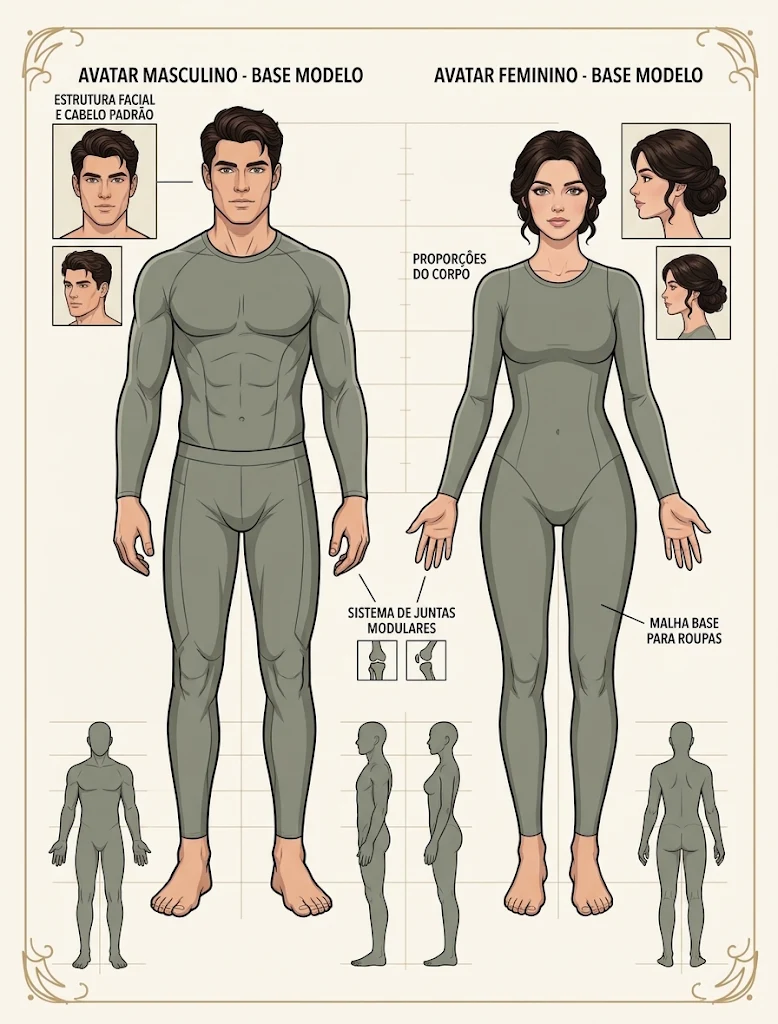 AVATAR MASCULINO - BASE MODELO
AVATAR FEMININO - BASE MODELO
ESTRUTURA FACIAL
E CABELO PADRÃO
PROPORÇÕES
DO CORPO
SISTEMA DE JUNTAS
MODULARES
MALHA BASE
PARA ROUPAS